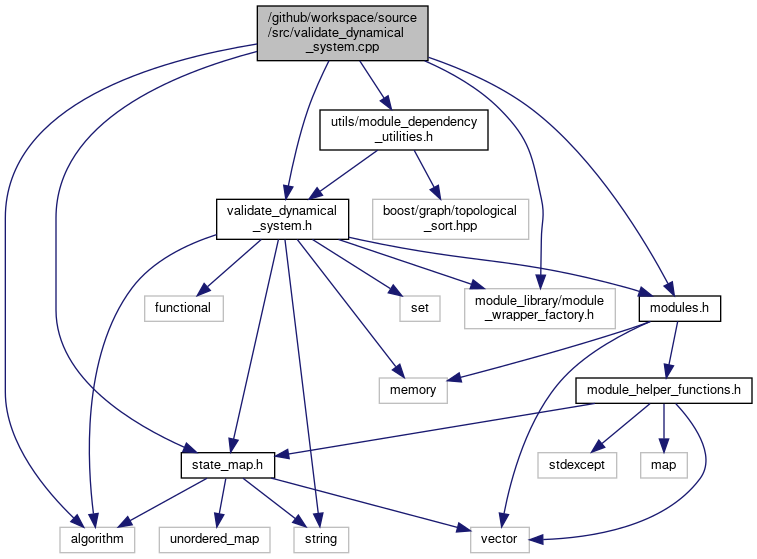 /github/workspace/source
/src/validate_dynamical
_system.cpp
utils/module_dependency
_utilities.h
validate_dynamical
_system.h
boost/graph/topological
_sort.hpp
functional
set
module_library/module
_wrapper_factory.h
modules.h
memory
module_helper_functions.h
state_map.h
stdexcept
map
algorithm
unordered_map
string
vector